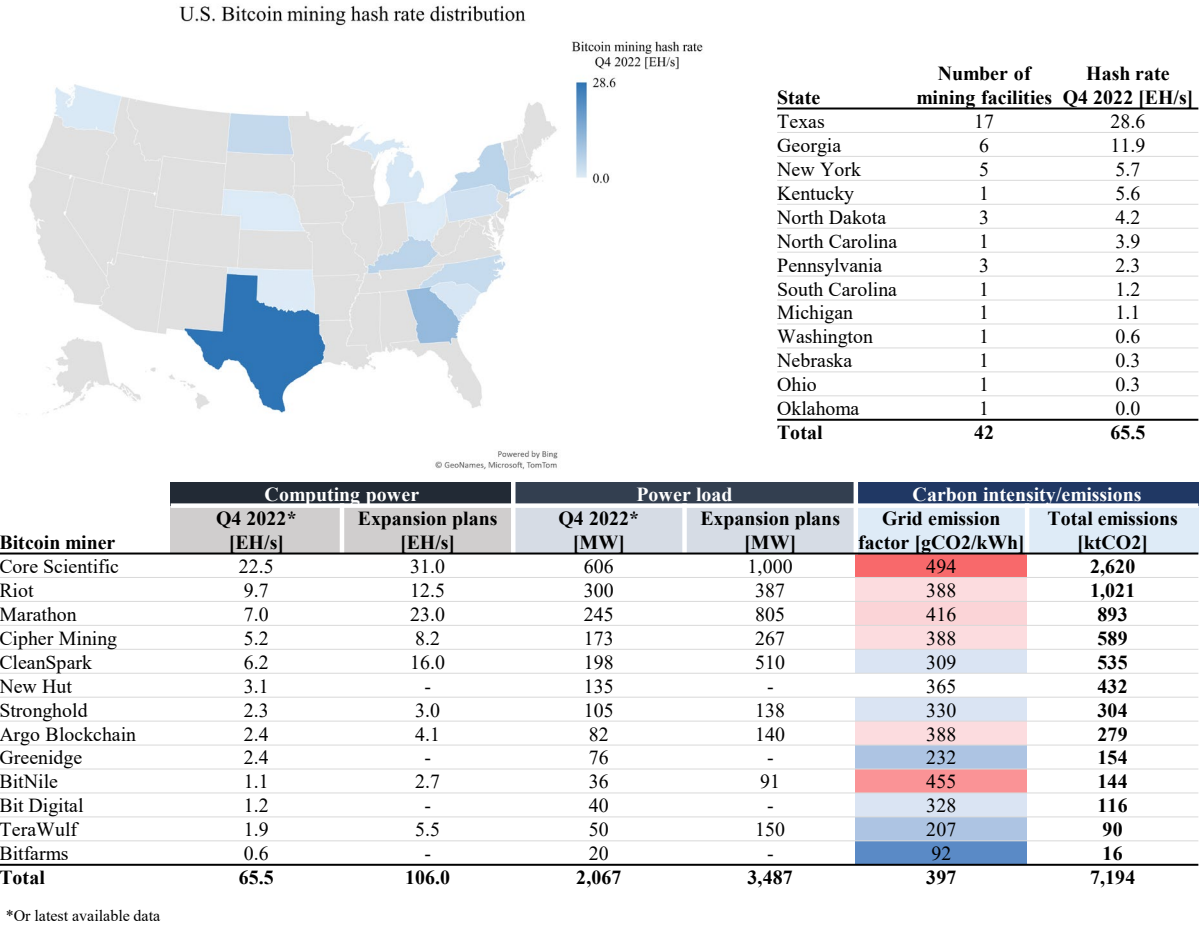 U.S. Bitcoin mining hash rate distribution
Bitcoin mining hash rate
Q4 2022 [EH/s]
28.6
0.0
Powered by Bing
© GeoNames, Microsoft, TomTom
Number of Hash rate
State mining facilities Q4 2022 [EH/s]
Texas 17 28.6
Georgia 6 11.9
New York 5 5.7
Kentucky 1 5.6
North Dakota 3 4.2
North Carolina 1 3.9
Pennsylvania 3 2.3
South Carolina 1 1.2
Michigan 1 1.1
Washington 1 0.6
Nebraska 1 0.3
Ohio 1 0.3
Oklahoma 1 0.0
Total 42 65.5
Computing power Power load Carbon intensity/emissions
Q4 2022* Expansion plans Q4 2022* Expansion plans Grid emission Total emissions
Bitcoin miner [EH/s] [EH/s] [MW] [MW] factor [gCO2/kWh] [ktCO2]
Core Scientific 22.5 31.0 606 1,000 494 2,620
Riot 9.7 12.5 300 387 388 1,021
Marathon 7.0 23.0 245 805 416 893
Cipher Mining 5.2 8.2 173 267 388 589
CleanSpark 6.2 16.0 198 510 309 535
New Hut 3.1 - 135 - 365 432
Stronghold 2.3 3.0 105 138 330 304
Argo Blockchain 2.4 4.1 82 140 388 279
Greenidge 2.4 - 76 - 232 154
BitNile 1.1 2.7 36 91 455 144
Bit Digital 1.2 - 40 - 328 116
TeraWulf 1.9 5.5 50 150 207 90
Bitfarms 0.6 - 20 - 92 16
Total 65.5 106.0 2,067 3,487 397 7,194
*Or latest available data